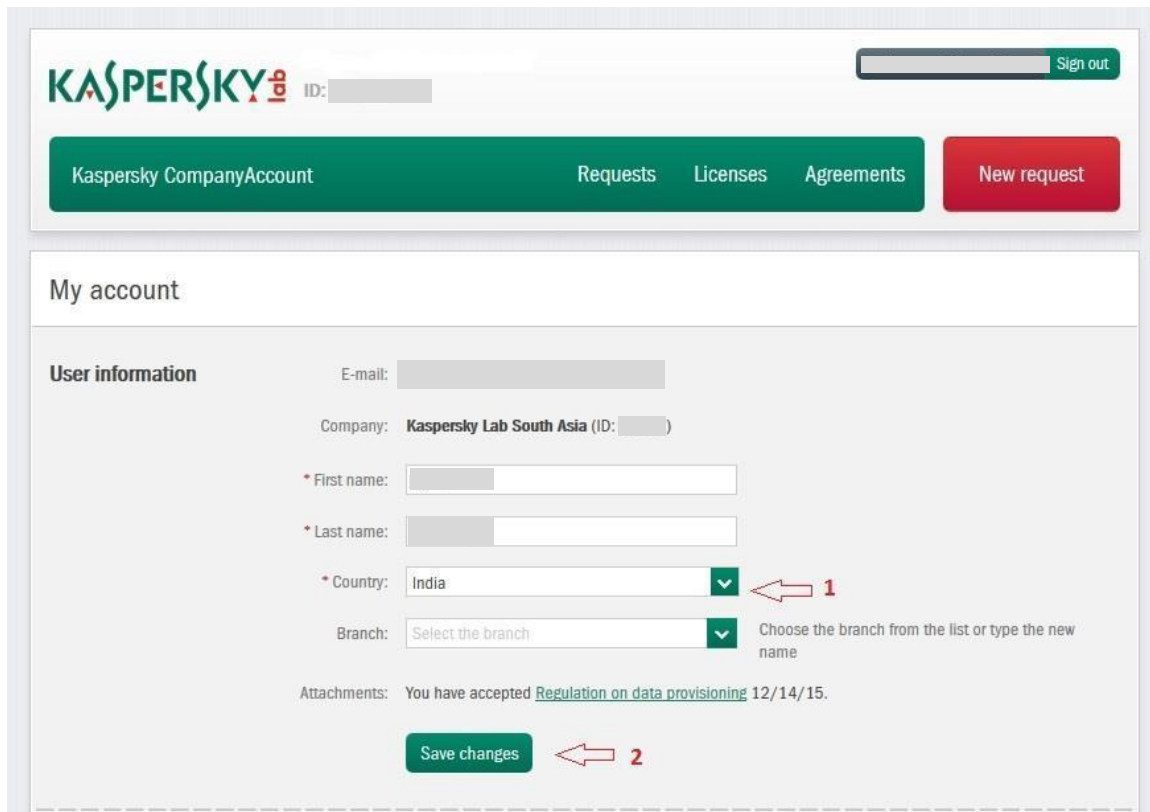 KASPERSKY lab
ID:
Sign out
Kaspersky CompanyAccount
Requests
Licenses
Agreements
New request
My account
User information
E-mail:
Company: Kaspersky Lab South Asia (ID: )
* First name:
* Last name:
* Country: India
1
Branch: Select the branch
Choose the branch from the list or type the new
name
Attachments: You have accepted Regulation on data provisioning 12/14/15.
Save changes
2